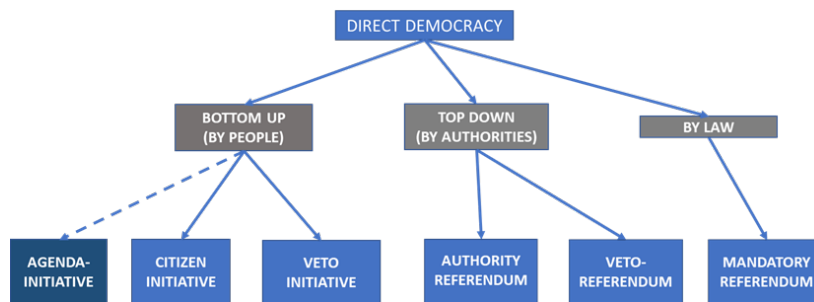 DIRECT DEMOCRACY
BOTTOM UP
(BY PEOPLE)
TOP DOWN
(BY AUTHORITIES)
BY LAW
AGENDA-
INITIATIVE
CITIZEN
INITIATIVE
VETO
INITIATIVE
AUTHORITY
REFERENDUM
VETO-
REFERENDUM
MANDATORY
REFERENDUM